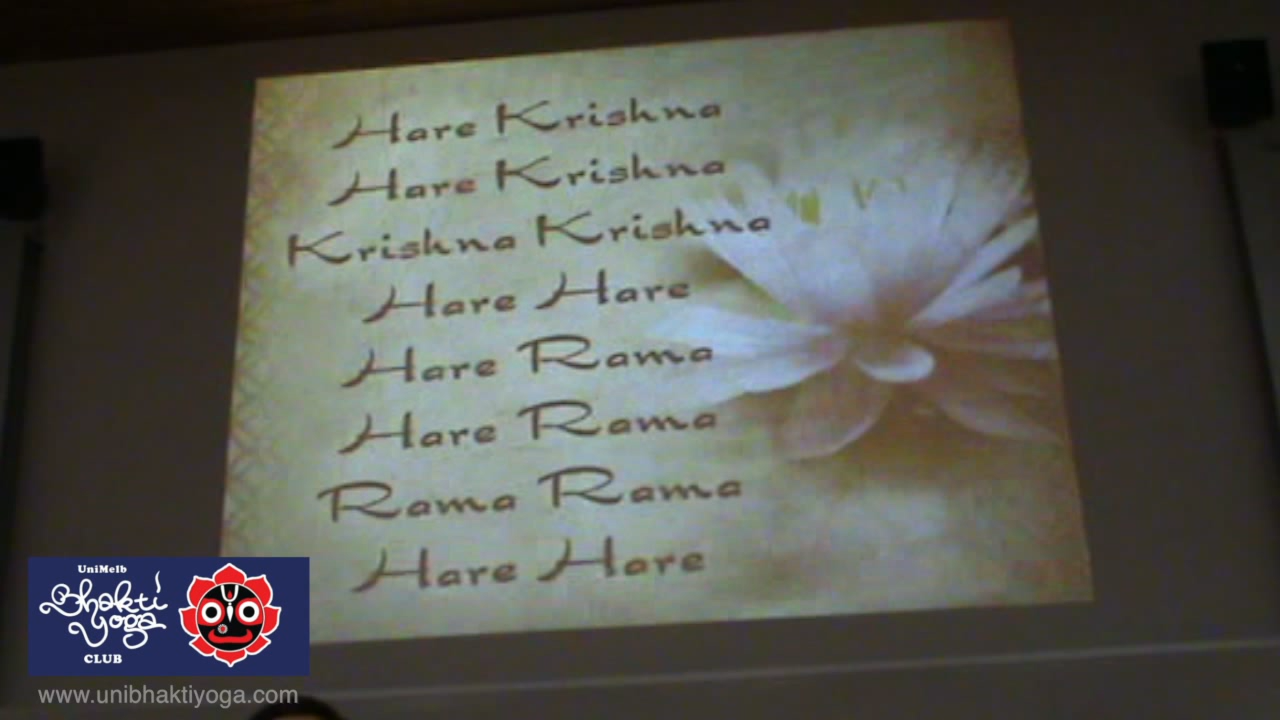 Hare Krishna
Hare Krishna
Krishna Krishna
Hare Hare
Hare Rama
Hare Rama
Rama Rama
Hare Hare
UniMelb
Bhakti
yoga
CLUB
www.unibhaktiyoga.com